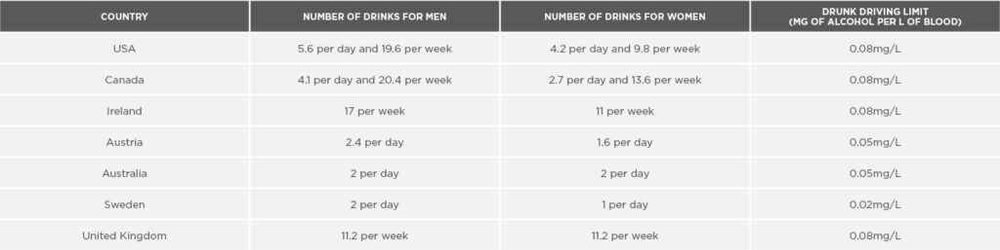 COUNTRY NUMBER OF DRINKS FOR MEN NUMBER OF DRINKS FOR WOMEN DRUNK DRIVING LIMIT
(MG OF ALCOHOL PER L OF BLOOD)
USA 5.6 per day and 19.6 per week 4.2 per day and 9.8 per week 0.08mg/L
Canada 4.1 per day and 20.4 per week 2.7 per day and 13.6 per week 0.08mg/L
Ireland 17 per week 11 per week 0.08mg/L
Austria 2.4 per day 1.6 per day 0.05mg/L
Australia 2 per day 2 per day 0.05mg/L
Sweden 2 per day 1 per day 0.02mg/L
United Kingdom 11.2 per week 11.2 per week 0.08mg/L